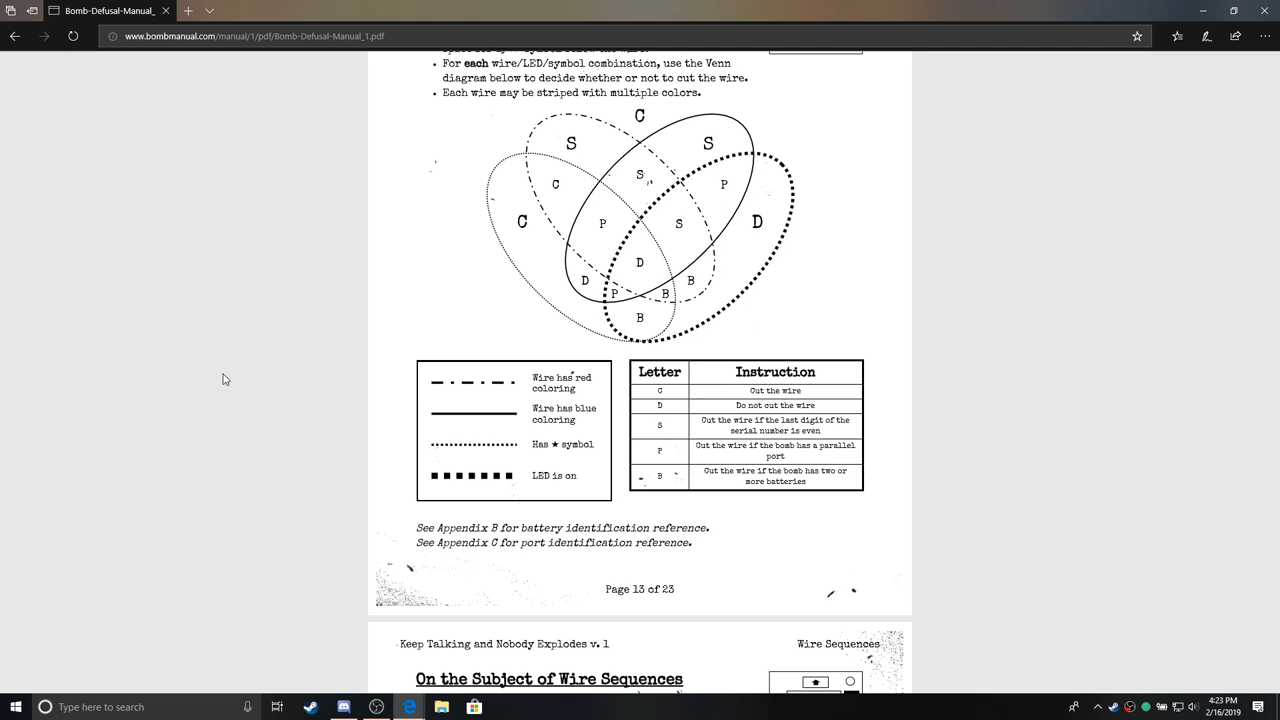 Bomb-Defusal-Manual_
www.bombmanual.com/manual/1/pdf/Bomb-Defusal-Manual_1.pdf
• For each wire/LED/symbol combination, use the Venn
diagram below to decide whether or not to cut the wire.
• Each wire may be striped with multiple colors.
C
S S
S
C P
C P S D
D
D B
P B
B
Wire has red
coloring
Wire has blue
coloring
Has ★ symbol
LED is on
Letter Instruction
C Cut the wire
D Do not cut the wire
S Cut the wire if the last digit of the
serial number is even
P Cut the wire if the bomb has a parallel
port
B Cut the wire if the bomb has two or
more batteries
See Appendix B for battery identification reference.
See Appendix C for port identification reference.
Page 13 of 23
Keep Talking and Nobody Explodes v. 1 Wire Sequences
On the Subject of Wire Sequences
Type here to search
4:23 PM
2/16/2019